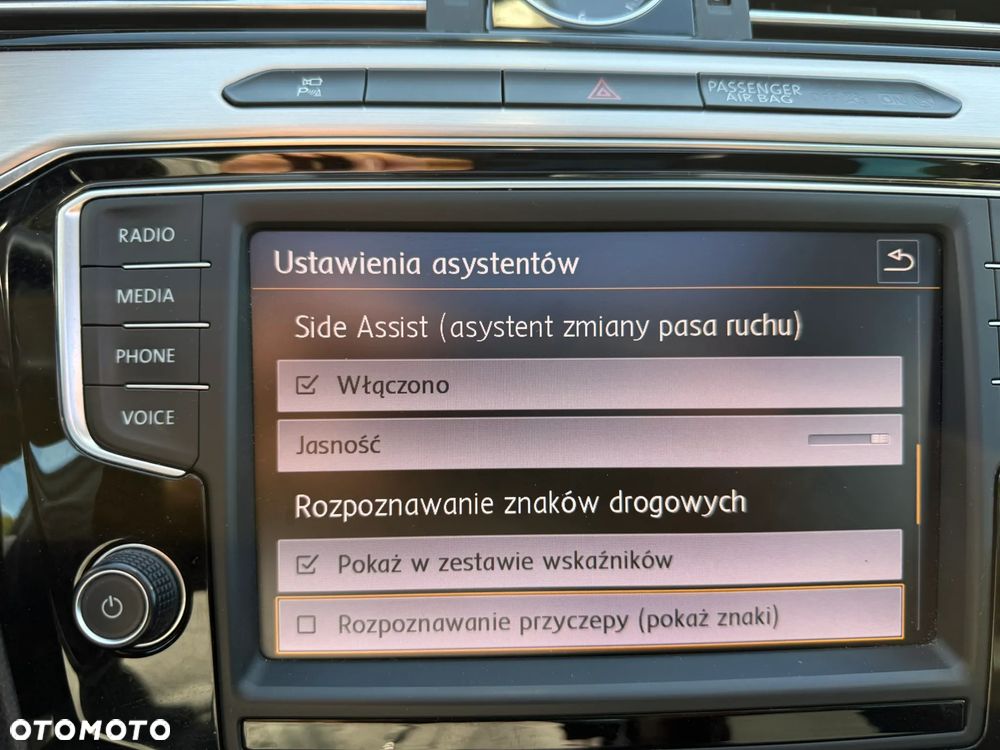 P
PASSENGER
AIR BAG
RADIO
MEDIA
PHONE
VOICE
Ustawienia asystentów
Side Assist (asystent zmiany pasa ruchu)
Włączono
Jasność
Rozpoznawanie znaków drogowych
Pokaż w zestawie wskaźników
Rozpoznawanie przyczepy (pokaż znaki)
OTOMOTO